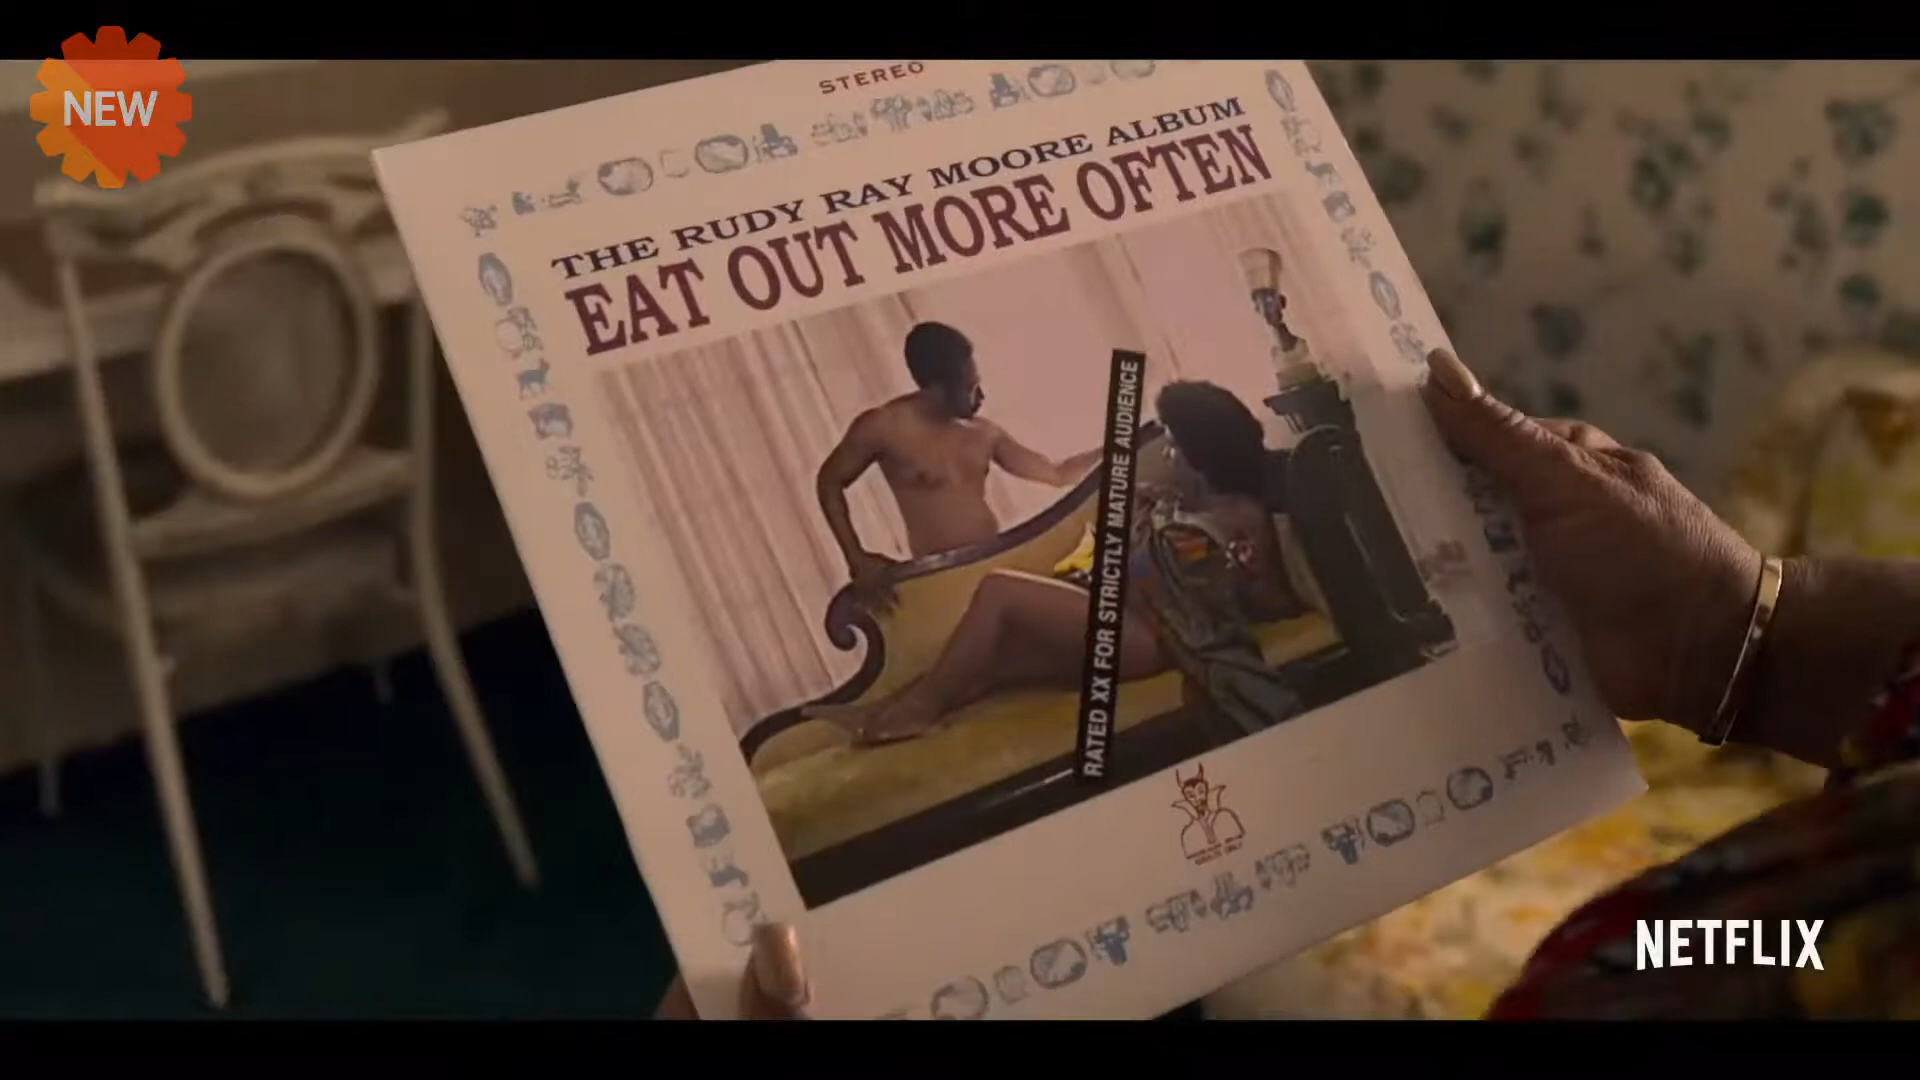 NEW
STEREO
THE RUDY RAY MOORE ALBUM
EAT OUT MORE OFTEN
RATED XX FOR STRICTLY MATURE AUDIENCE
NETFLIX